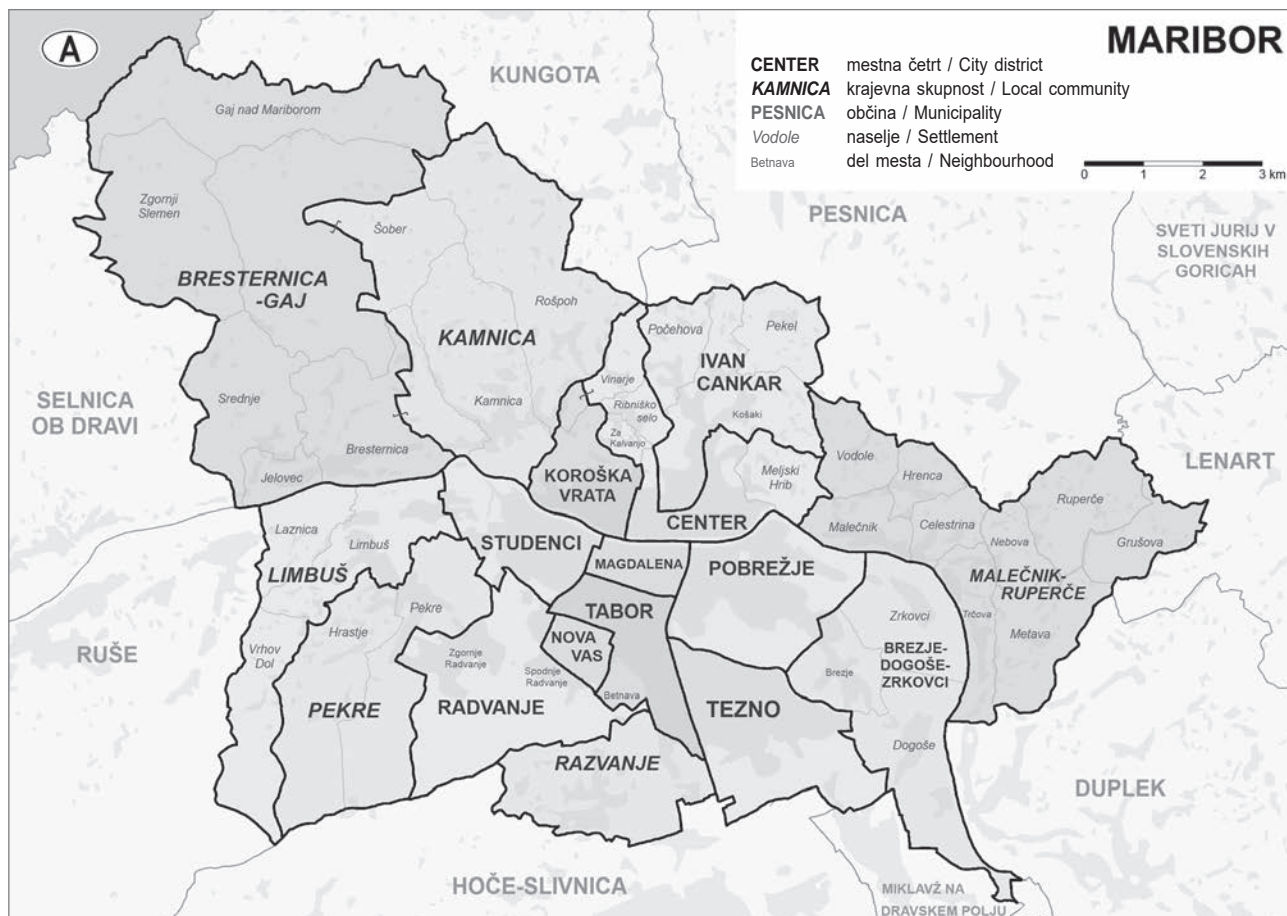 A
MARIBOR
CENTER mestna četrt / City district
KAMNICA krajevna skupnost / Local community
PESNICA občina / Municipality
Vodole naselje / Settlement
Betnava del mesta / Neighbourhood
0 1 2 3 km
KUNGOTA
Gaj nad Mariborom
Zgornji
Slemen
Šober
PESNICA
SVETI JURIJ V
SLOVENSKIH
GORICAH
BRESTERNICA
-GAJ
Rošpoh
KAMNICA
Počehova
Pekel
IVAN
CANKAR
Vinarje
Ribniško
selo
Košaki
Za
Kalvarijo
Srednje
Kamnica
SELNICA
OB DRAVI
Bresternica
Jelovec
KOROŠKA
VRATA
Meljski
Hrib
CENTER
Vodole
Hrenca
LENART
Ruperče
Malečnik
Celestrina
Nebova
Grušova
Laznica
Limbuš
LIMBUŠ
STUDENCI
MAGDALENA
POBREŽJE
MALEČNIK-
RUPERČE
Pekre
Hrastje
TABOR
Zrkovci
Trčova
Metava
RUŠE
Vrhov
Dol
Zgornje
Radvanje
NOVA
VAS
Spodnje
Radvanje
Betnava
Brezje
BREZJE-
DOGOŠE-
ZRKOVCI
PEKRE
RADVANJE
TEZNO
Dogoše
RAZVANJE
DUPLEK
HOČE-SLIVNICA
MIKLAVŽ NA
DRAVSKEM POLJU